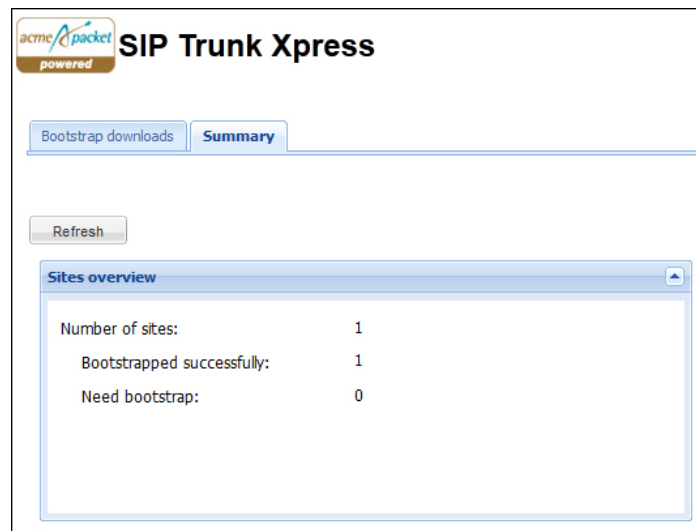 acme packet
powered
SIP Trunk Xpress
Bootstrap downloads Summary
Refresh
Sites overview
Number of sites: 1
Bootstrapped successfully: 1
Need bootstrap: 0